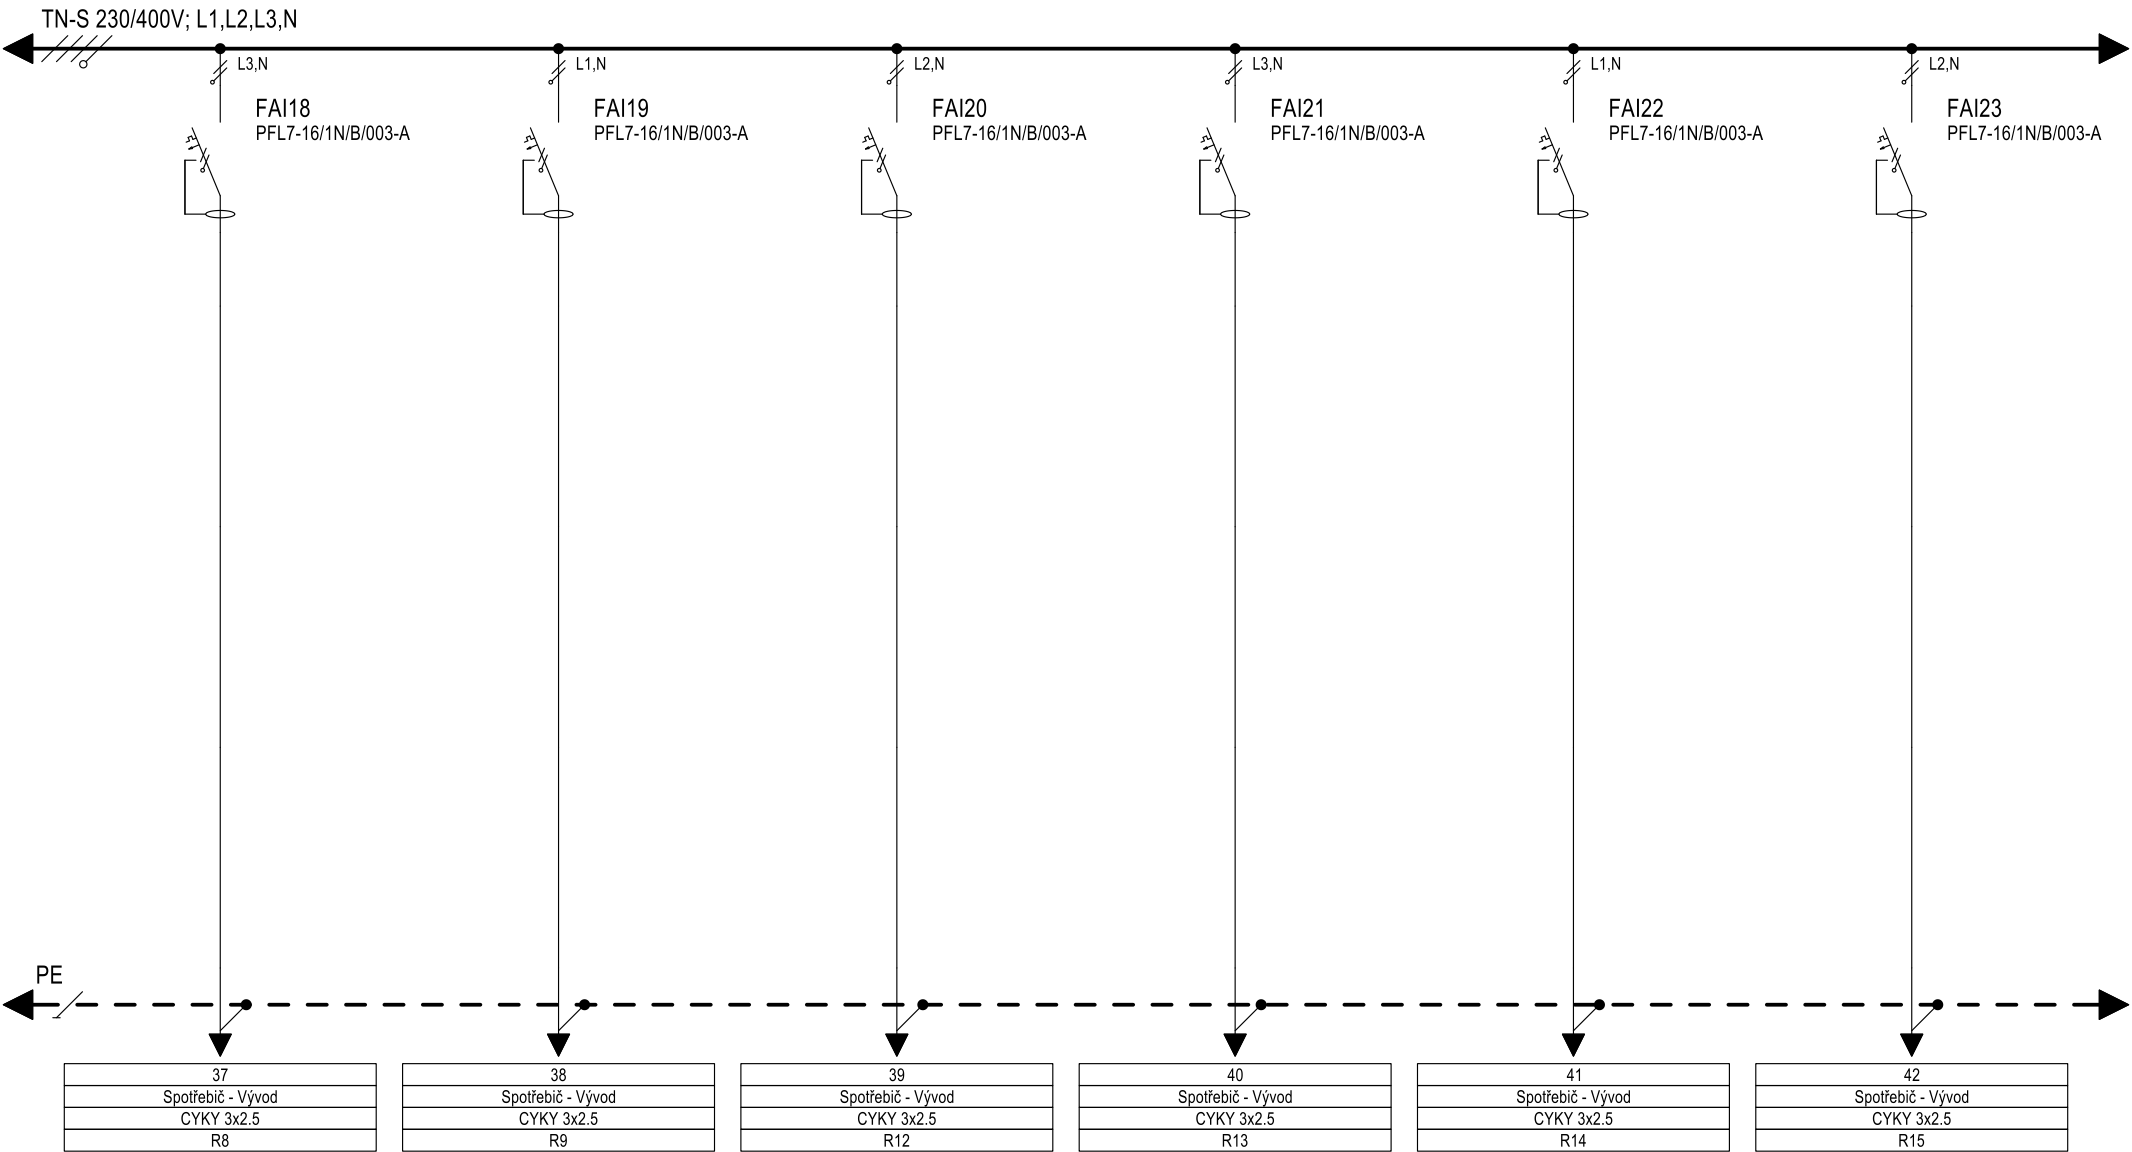 TN-S 230/400V; L1,L2,L3,N
L3,N
L1,N
L2,N
L3,N
L1,N
L2,N
FAI18
PFL7-16/1N/B/003-A
FAI19
PFL7-16/1N/B/003-A
FAI20
PFL7-16/1N/B/003-A
FAI21
PFL7-16/1N/B/003-A
FAI22
PFL7-16/1N/B/003-A
FAI23
PFL7-16/1N/B/003-A
PE
37
Spotřebič - Vývod
CYKY 3x2.5
R8
38
Spotřebič - Vývod
CYKY 3x2.5
R9
39
Spotřebič - Vývod
CYKY 3x2.5
R12
40
Spotřebič - Vývod
CYKY 3x2.5
R13
41
Spotřebič - Vývod
CYKY 3x2.5
R14
42
Spotřebič - Vývod
CYKY 3x2.5
R15